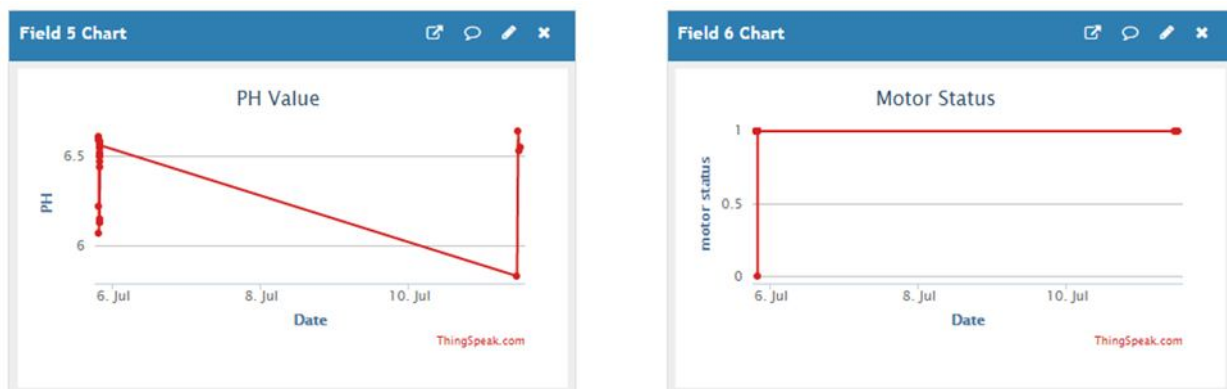 Field 5 Chart
PH Value
6.5
6
PH
6. Jul
8. Jul
10. Jul
Date
ThingSpeak.com
Field 6 Chart
Motor Status
1
0.5
0
motor status
6. Jul
8. Jul
10. Jul
Date
ThingSpeak.com